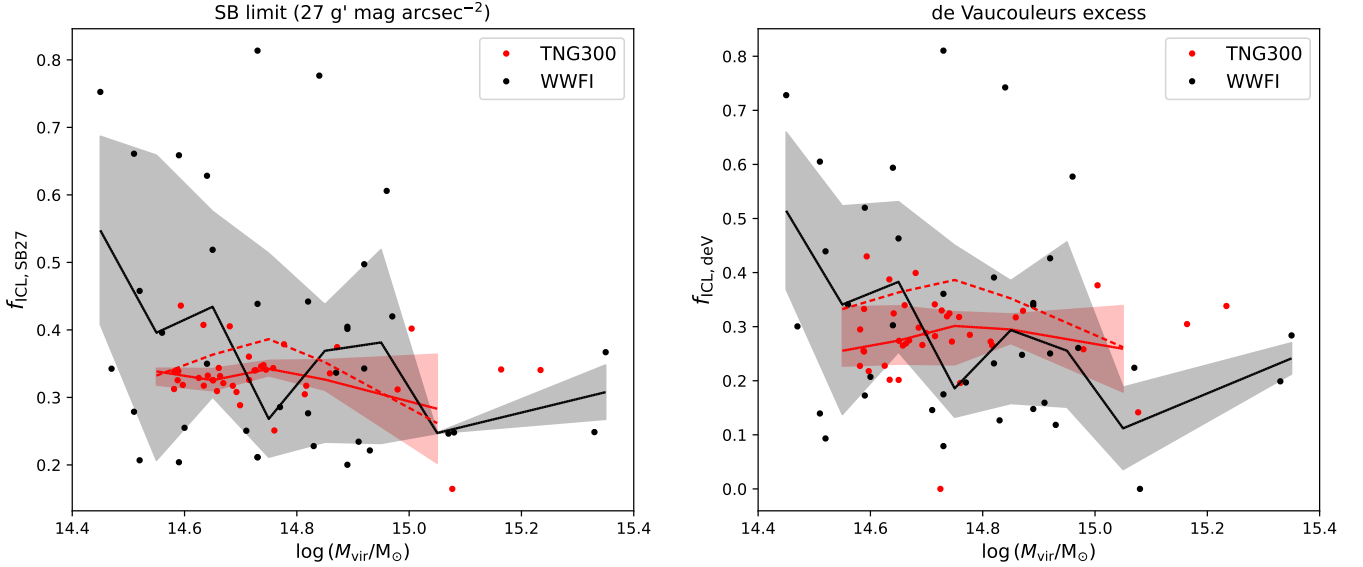 SB limit (27 g' mag arcsec⁻²)
TNG300
WWFI
0.8
0.7
0.6
0.5
0.4
0.3
0.2
f_ICL, SB27
14.4 14.6 14.8 15.0 15.2 15.4
log (M_vir/M_⊙)
de Vaucouleurs excess
TNG300
WWFI
0.8
0.7
0.6
0.5
0.4
0.3
0.2
0.1
0.0
f_ICL, deV
14.4 14.6 14.8 15.0 15.2 15.4
log (M_vir/M_⊙)